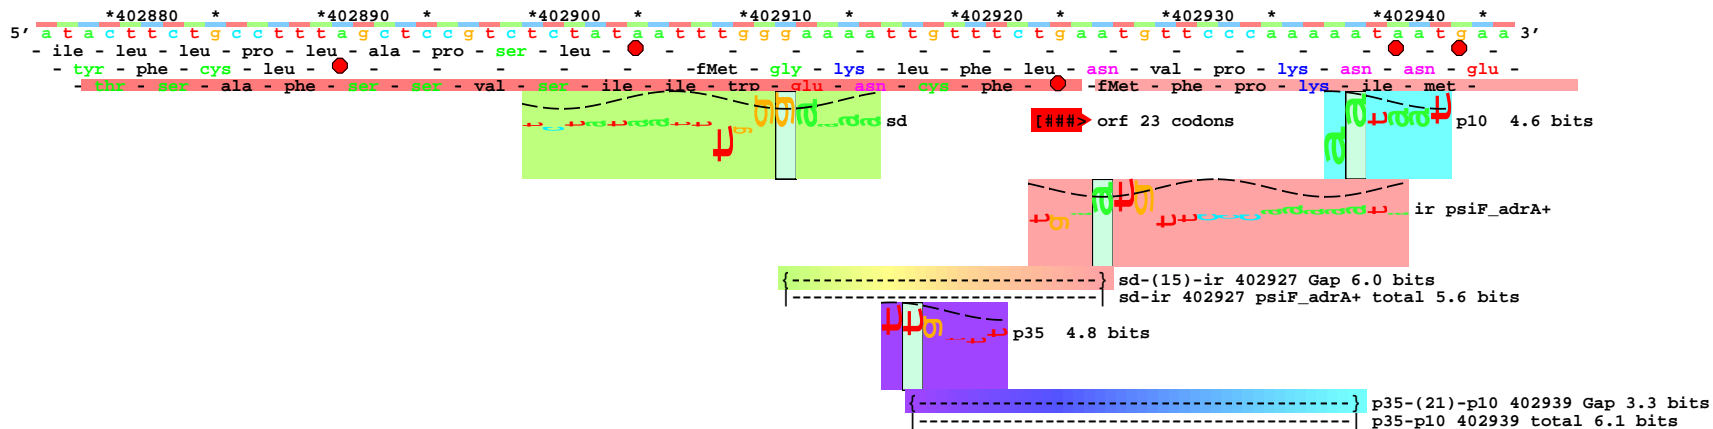 *402880 * *402890 * *402900 * *402910 * *402920 * *402930 * *402940 *
5' a t a c t t c t g c c t t t a g c t c c g t c t c t a t a a t t t g g g a a a a t t g t t t c t g a a t g t t c c c a a a a a t a a t g a a 3'
- ile - leu - leu - pro - leu - ala - pro - ser - leu - - - - - - - - - - - - -
- tyr - phe - cys - leu - - - - - -fMet - gly - lys - leu - phe - leu - asn - val - pro - lys - asn - asn - glu -
- thr - ser - ala - phe - ser - ser - val - ser - ile - ile - trp - glu - asn - cys - phe - -fMet - phe - pro - lys - ile - met -
t c t a t a a t t t g g g a a a a sd
[###> orf 23 codons
a a t a a t p10 4.6 bits
t g a a t g t t c c c a a a a a t a ir psiF_adrA+
{------------------------------} sd-(15)-ir 402927 Gap 6.0 bits
|------------------------------| sd-ir 402927 psiF_adrA+ total 5.6 bits
t t g t t t p35 4.8 bits
{------------------------------------------} p35-(21)-p10 402939 Gap 3.3 bits
|------------------------------------------| p35-p10 402939 total 6.1 bits